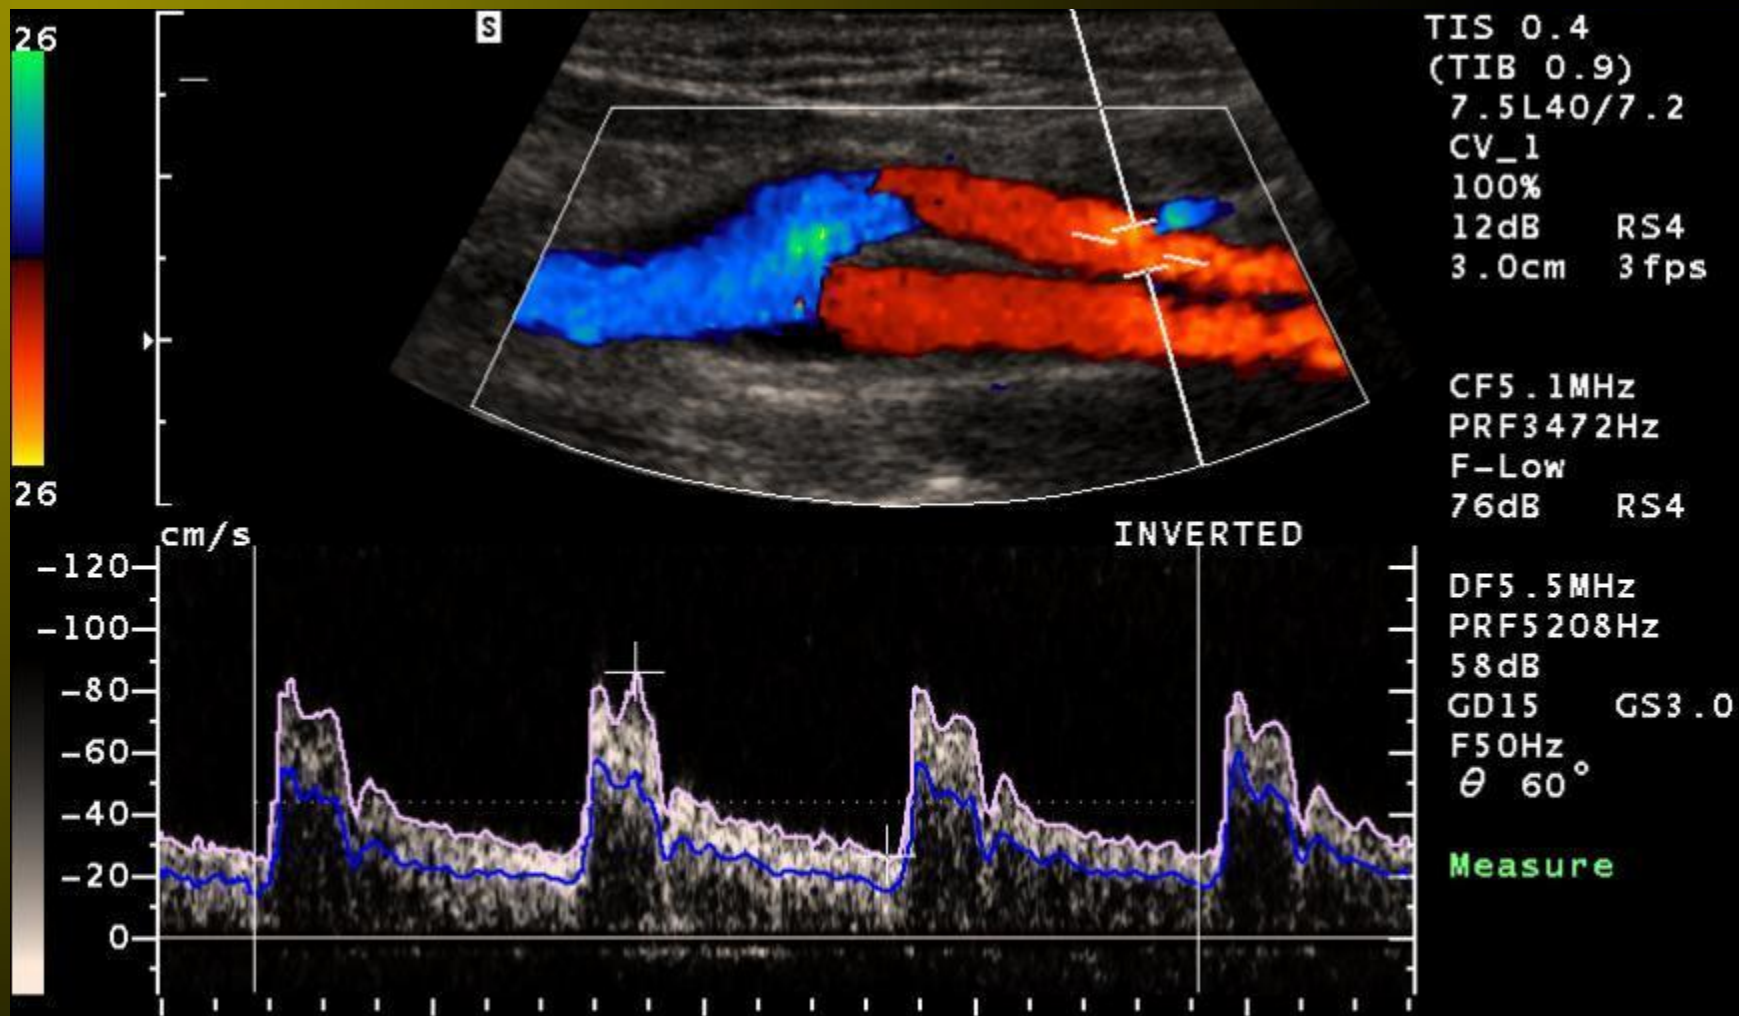 26
S
TIS 0.4
(TIB 0.9)
7.5L40/7.2
CV_1
100%
12dB RS4
3.0cm 3fps
CF5.1MHz
PRF3472Hz
F-Low
76dB RS4
26
cm/s
INVERTED
-120
-100
-80
-60
-40
-20
0
DF5.5MHz
PRF5208Hz
58dB
GD15 GS3.0
F50Hz
θ 60°
Measure